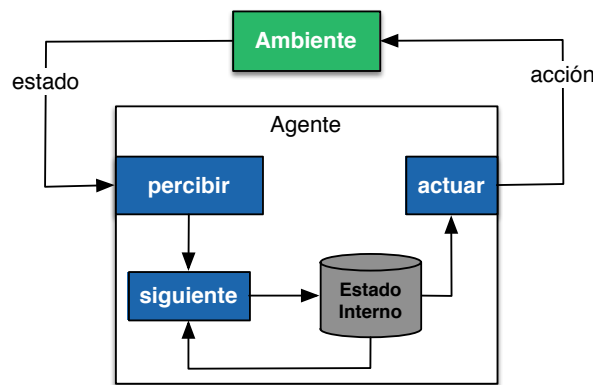 Ambiente
estado
acción
Agente
percibir
actuar
siguiente
Estado
Interno